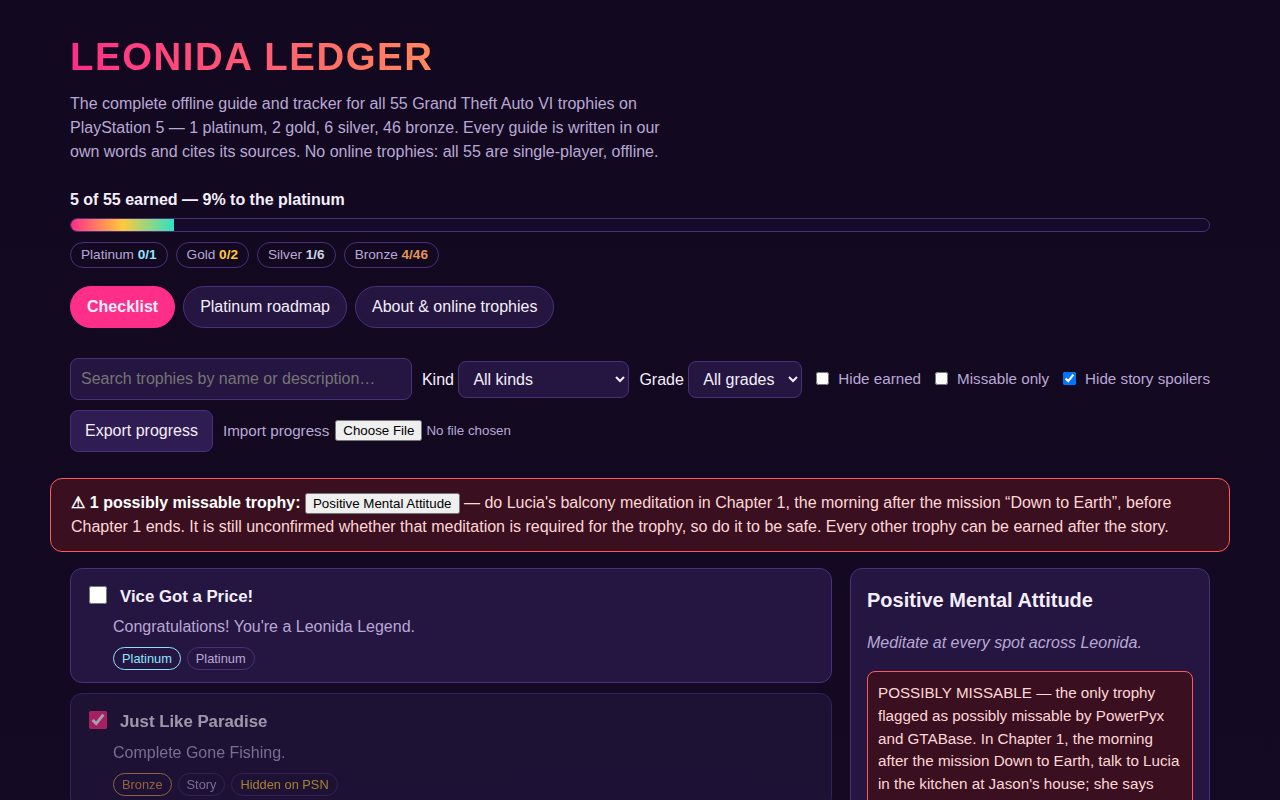 LEONIDA LEDGER
The complete offline guide and tracker for all 55 Grand Theft Auto VI trophies on
PlayStation 5 — 1 platinum, 2 gold, 6 silver, 46 bronze. Every guide is written in our
own words and cites its sources. No online trophies: all 55 are single-player, offline.
5 of 55 earned — 9% to the platinum
Platinum 0/1 Gold 0/2 Silver 1/6 Bronze 4/46
Checklist Platinum roadmap About & online trophies
Search trophies by name or description… Kind All kinds Grade All grades Hide earned Missable only Hide story spoilers
Export progress Import progress Choose File No file chosen
⚠ 1 possibly missable trophy: Positive Mental Attitude — do Lucia's balcony meditation in Chapter 1, the morning after the mission “Down to Earth”, before
Chapter 1 ends. It is still unconfirmed whether that meditation is required for the trophy, so do it to be safe. Every other trophy can be earned after the story.
Vice Got a Price!
Congratulations! You're a Leonida Legend.
Platinum Platinum
Just Like Paradise
Complete Gone Fishing.
Bronze Story Hidden on PSN
Positive Mental Attitude
Meditate at every spot across Leonida.
POSSIBLY MISSABLE — the only trophy
flagged as possibly missable by PowerPyx
and GTABase. In Chapter 1, the morning
after the mission Down to Earth, talk to Lucia
in the kitchen at Jason's house; she says